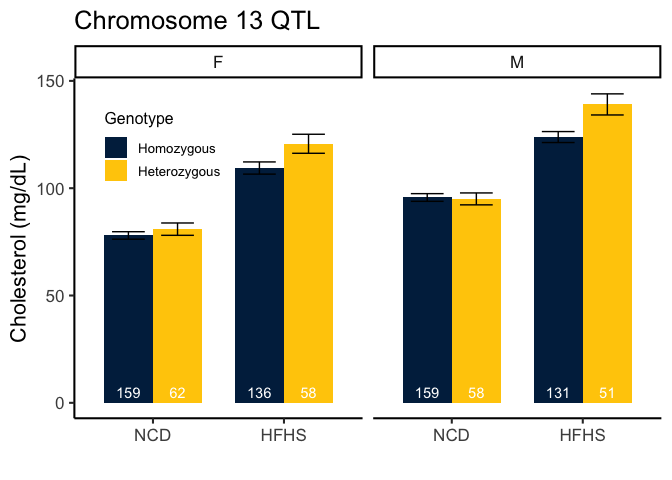 Chromosome 13 QTL
F
M
Cholesterol (mg/dL)
150
100
50
0
Genotype
Homozygous
Heterozygous
159
62
136
58
159
58
131
51
NCD
HFHS
NCD
HFHS